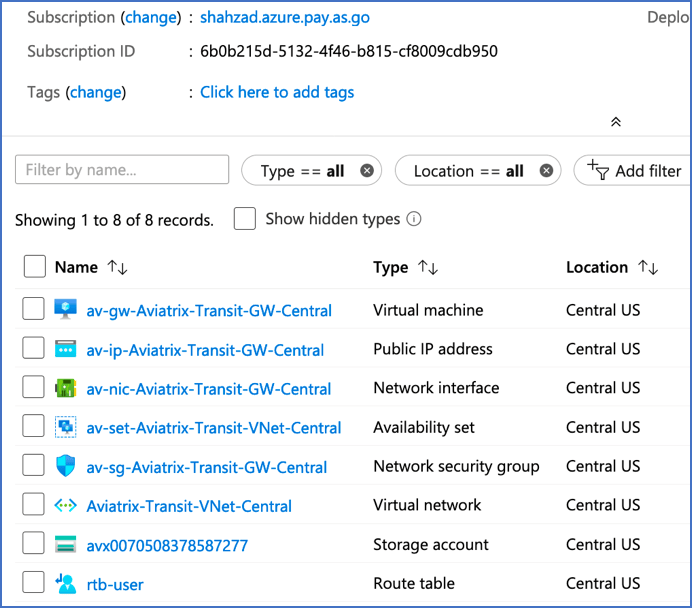 Subscription (change) : shahzad.azure.pay.as.go Deplo
Subscription ID : 6b0b215d-5132-4f46-b815-cf8009cdb950
Tags (change) : Click here to add tags
Filter by name... Type == all Location == all Add filter
Showing 1 to 8 of 8 records. Show hidden types
Name Type Location
av-gw-Aviatrix-Transit-GW-Central Virtual machine Central US
av-ip-Aviatrix-Transit-GW-Central Public IP address Central US
av-nic-Aviatrix-Transit-GW-Central Network interface Central US
av-set-Aviatrix-Transit-VNet-Central Availability set Central US
av-sg-Aviatrix-Transit-GW-Central Network security group Central US
Aviatrix-Transit-VNet-Central Virtual network Central US
avx0070508378587277 Storage account Central US
rtb-user Route table Central US